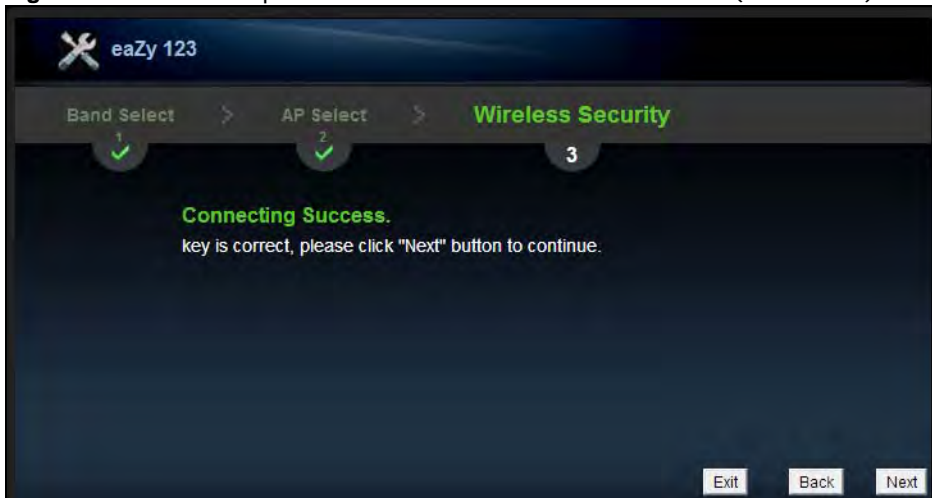 eaZy 123
Band Select > AP Select > Wireless Security
1 2 3
Connecting Success.
key is correct, please click "Next" button to continue.
Exit Back Next